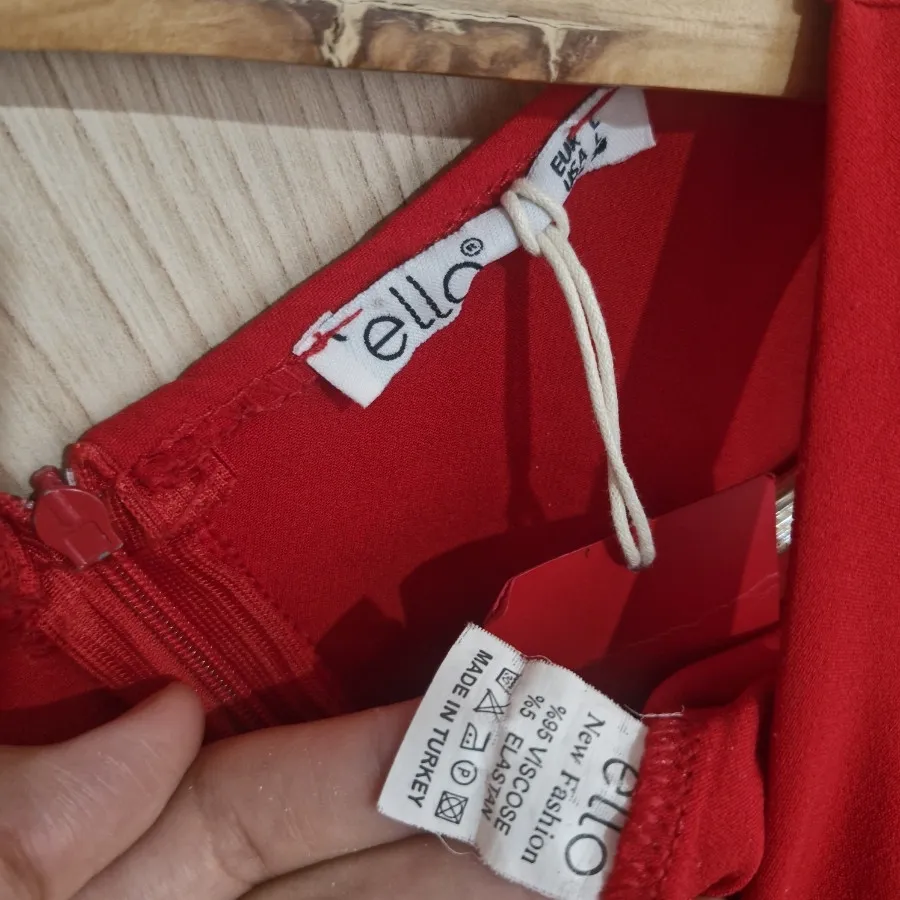 ello®
EUR L
USA
ello
New Fashion
%95 VISCOSE
%5 ELASTAN
P
MADE IN TURKEY